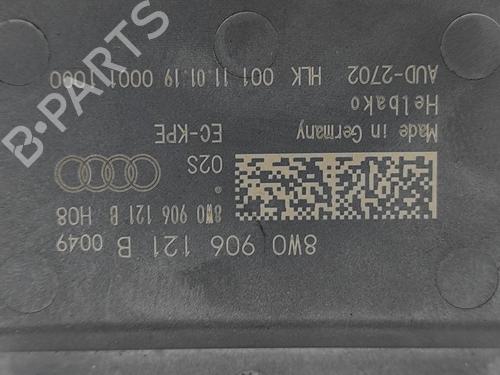 8W0 906 121 B 0049
8W0 906 121 B H08
02S
EC-KPE
Made in Germany
Helbako
AUD-2702 HLK 001 11.01.19 0001 1000
B-PARTS